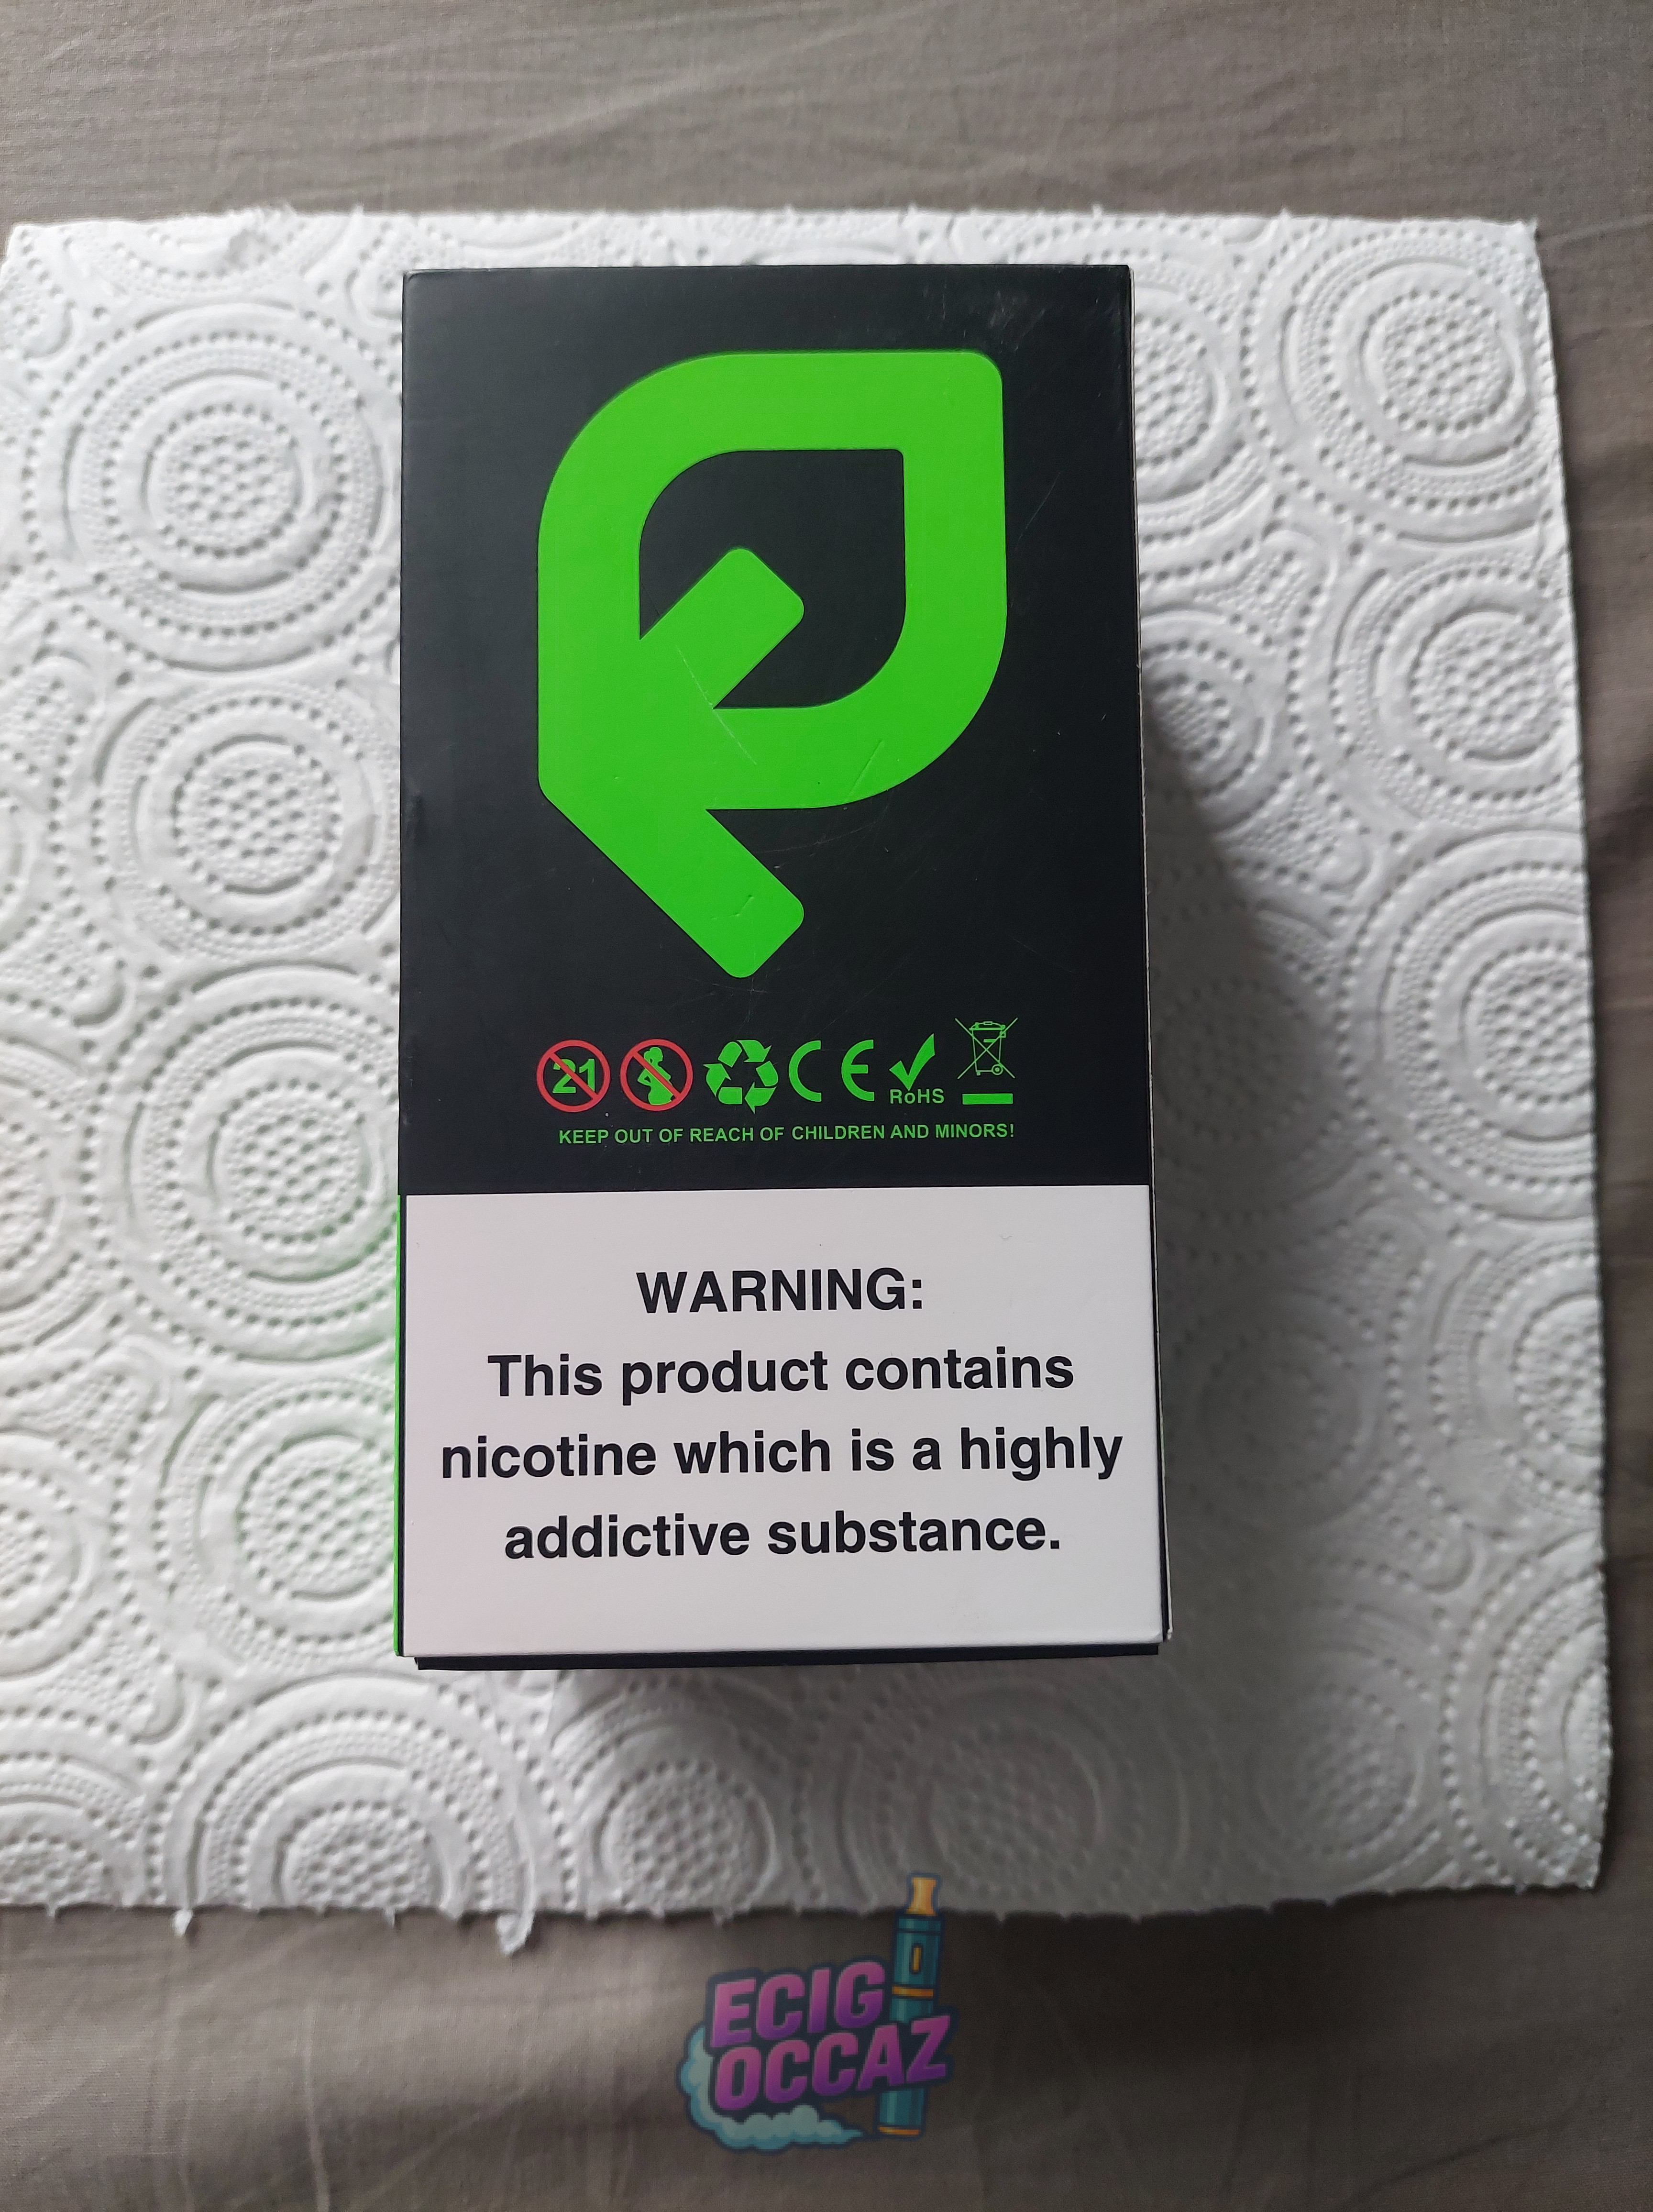 21
CE
RoHS
KEEP OUT OF REACH OF CHILDREN AND MINORS!
WARNING:
This product contains
nicotine which is a highly
addictive substance.
ECIG
OCCAZ